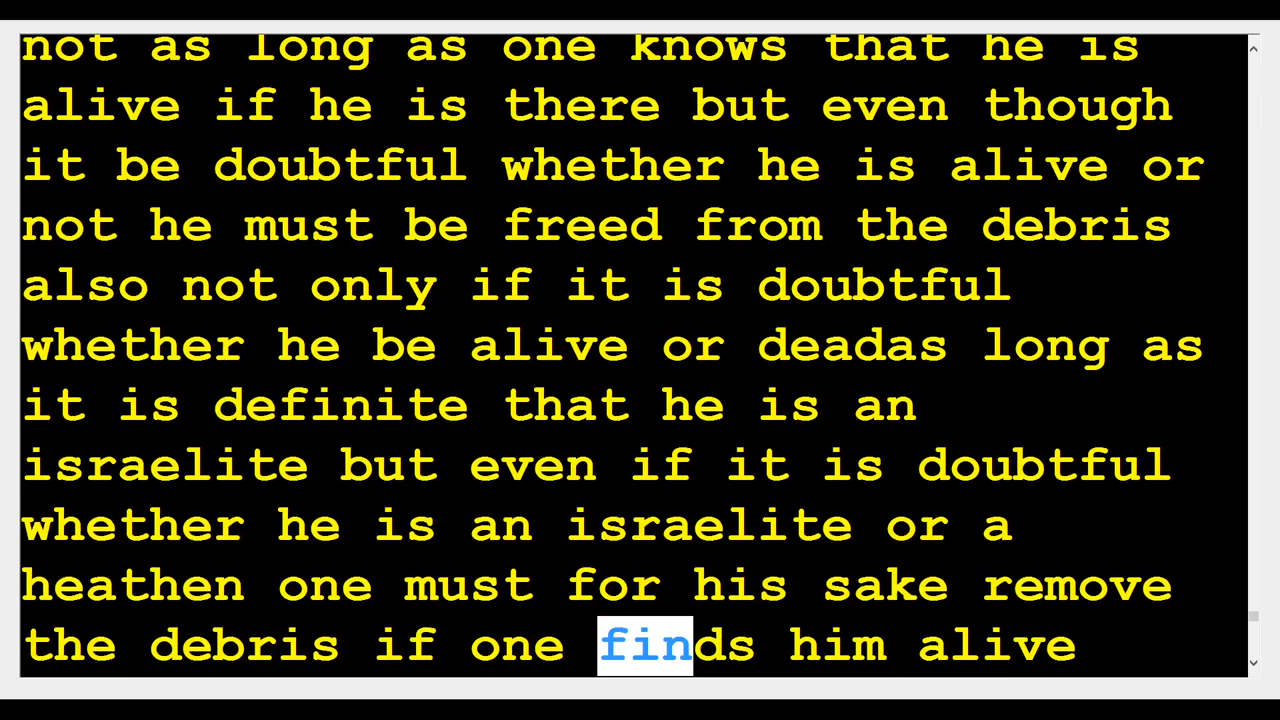 not as long as one knows that he is
alive if he is there but even though
it be doubtful whether he is alive or
not he must be freed from the debris
also not only if it is doubtful
whether he be alive or deadas long as
it is definite that he is an
israelite but even if it is doubtful
whether he is an israelite or a
heathen one must for his sake remove
the debris if one finds him alive